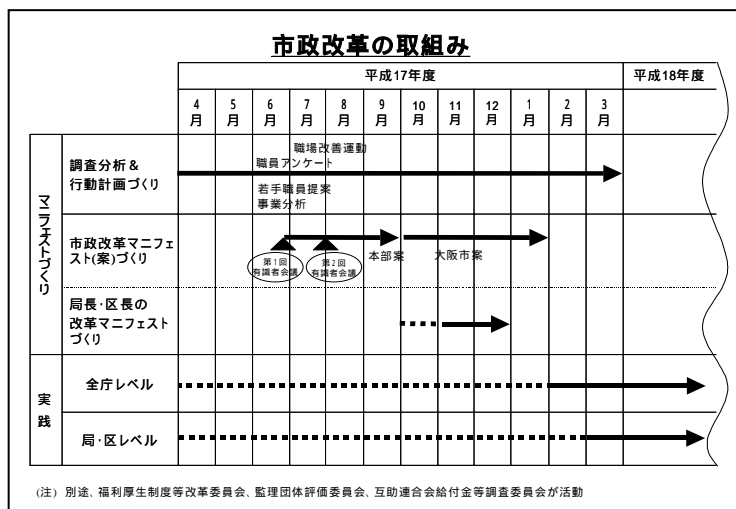 市政改革の取組み
平成17年度
平成18年度
4月
5月
6月
7月
8月
9月
10月
11月
12月
1月
2月
3月
マニフェストづくり
調査分析＆
行動計画づくり
職場改善運動
職員アンケート
若手職員提案
事業分析
市政改革マニフェ
スト(案)づくり
第1回
有識者会議
第2回
有識者会議
本部案
大阪市案
局長・区長の
改革マニフェスト
づくり
実践
全庁レベル
局・区レベル
(注) 別途、福利厚生制度等改革委員会、監理団体評価委員会、互助連合会給付金等調査委員会が活動